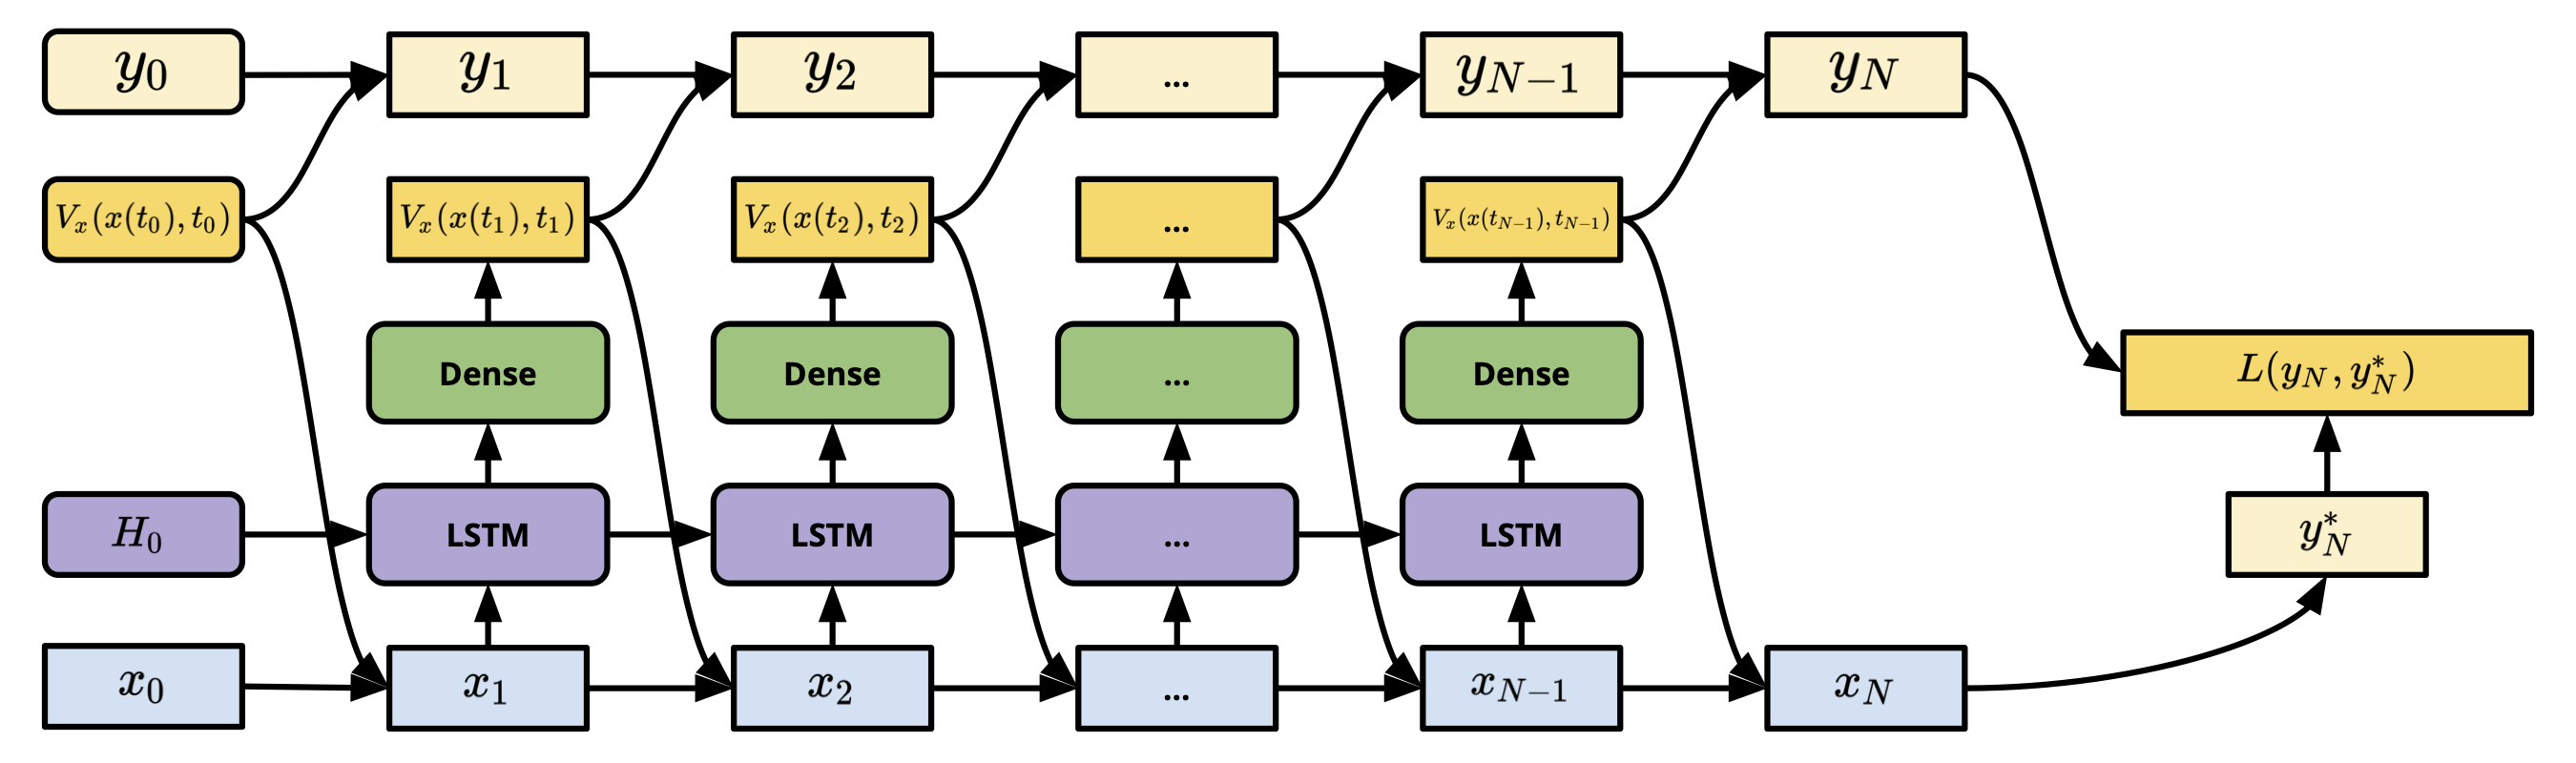 y_0 y_1 y_2 ... y_{N-1} y_N
V_x(x(t_0), t_0) V_x(x(t_1), t_1) V_x(x(t_2), t_2) ... V_x(x(t_{N-1}), t_{N-1})
Dense Dense ... Dense
L(y_N, y_N^*)
H_0 LSTM LSTM ... LSTM
y_N^*
x_0 x_1 x_2 ... x_{N-1} x_N